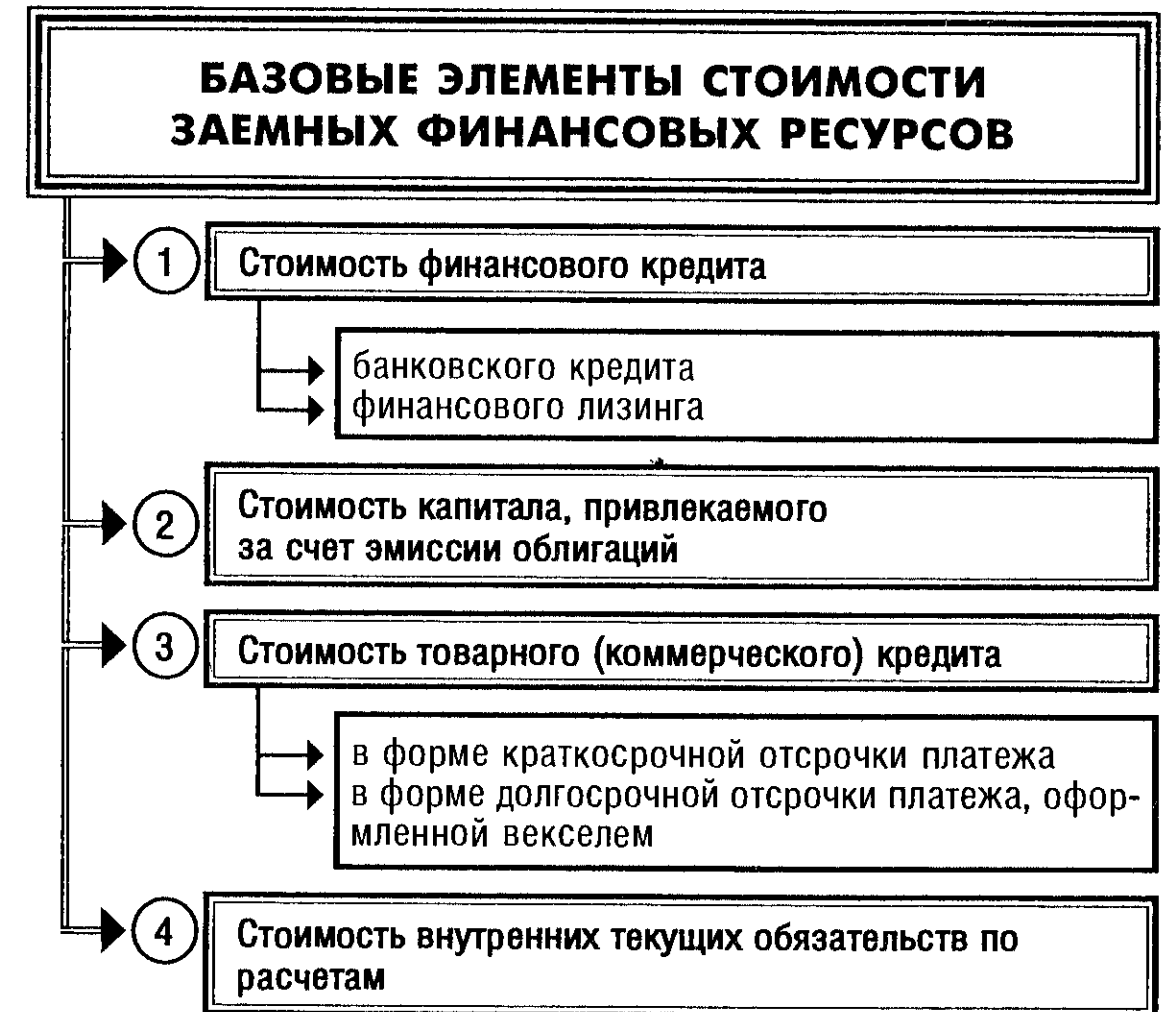 БАЗОВЫЕ ЭЛЕМЕНТЫ СТОИМОСТИ
ЗАЕМНЫХ ФИНАНСОВЫХ РЕСУРСОВ
1 Стоимость финансового кредита
банковского кредита
финансового лизинга
2 Стоимость капитала, привлекаемого
за счет эмиссии облигаций
3 Стоимость товарного (коммерческого) кредита
в форме краткосрочной отсрочки платежа
в форме долгосрочной отсрочки платежа, офор-
мленной векселем
4 Стоимость внутренних текущих обязательств по
расчетам